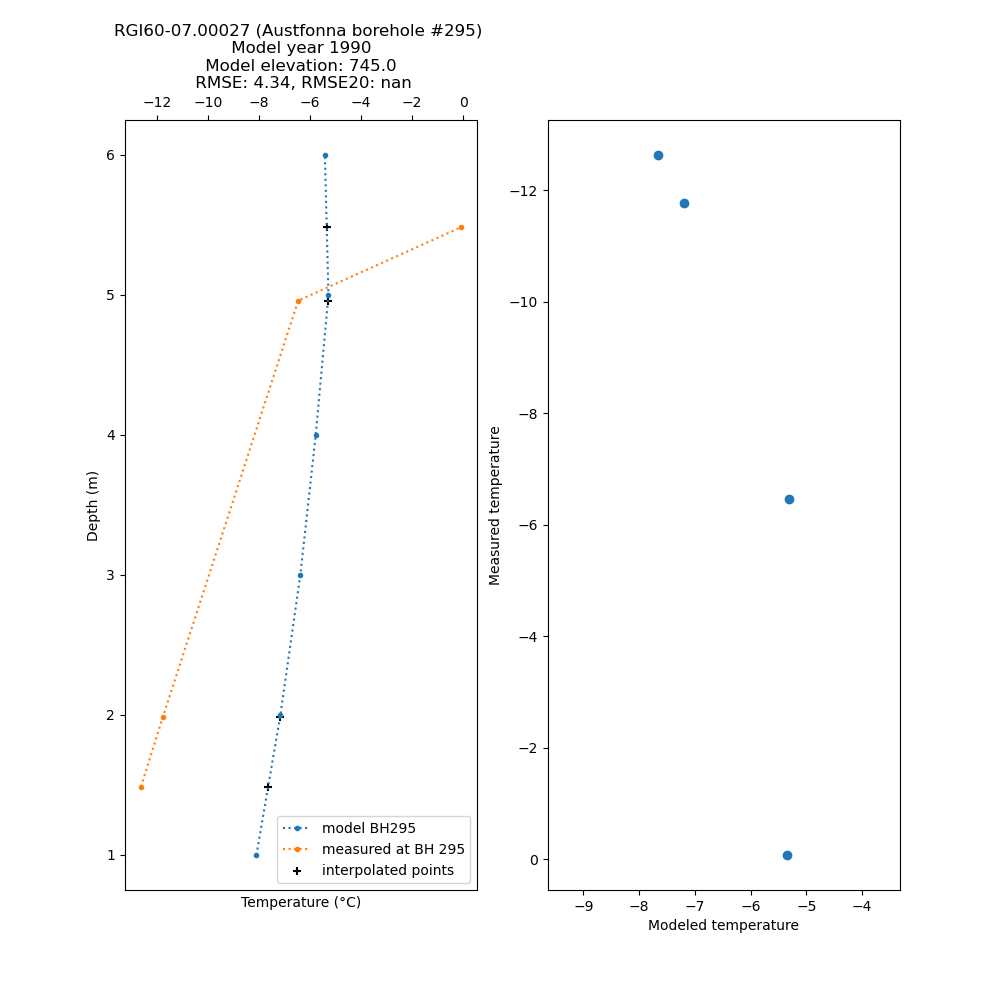 RGI60-07.00027 (Austfonna borehole #295)
Model year 1990
Model elevation: 745.0
RMSE: 4.34, RMSE20: nan
−12 −10 −8 −6 −4 −2 0
6
5
4
3
2
1
Depth (m)
model BH295
measured at BH 295
interpolated points
Temperature (°C)
−12
−10
−8
−6
−4
−2
0
Measured temperature
−9 −8 −7 −6 −5 −4
Modeled temperature